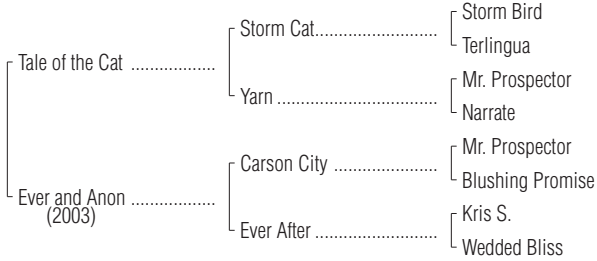 Storm Bird
Storm Cat........................
Terlingua
Tale of the Cat .................
Mr. Prospector
Yarn ................................
Narrate
Mr. Prospector
Carson City .....................
Blushing Promise
Ever and Anon .................
(2003)
Kris S.
Ever After ........................
Wedded Bliss